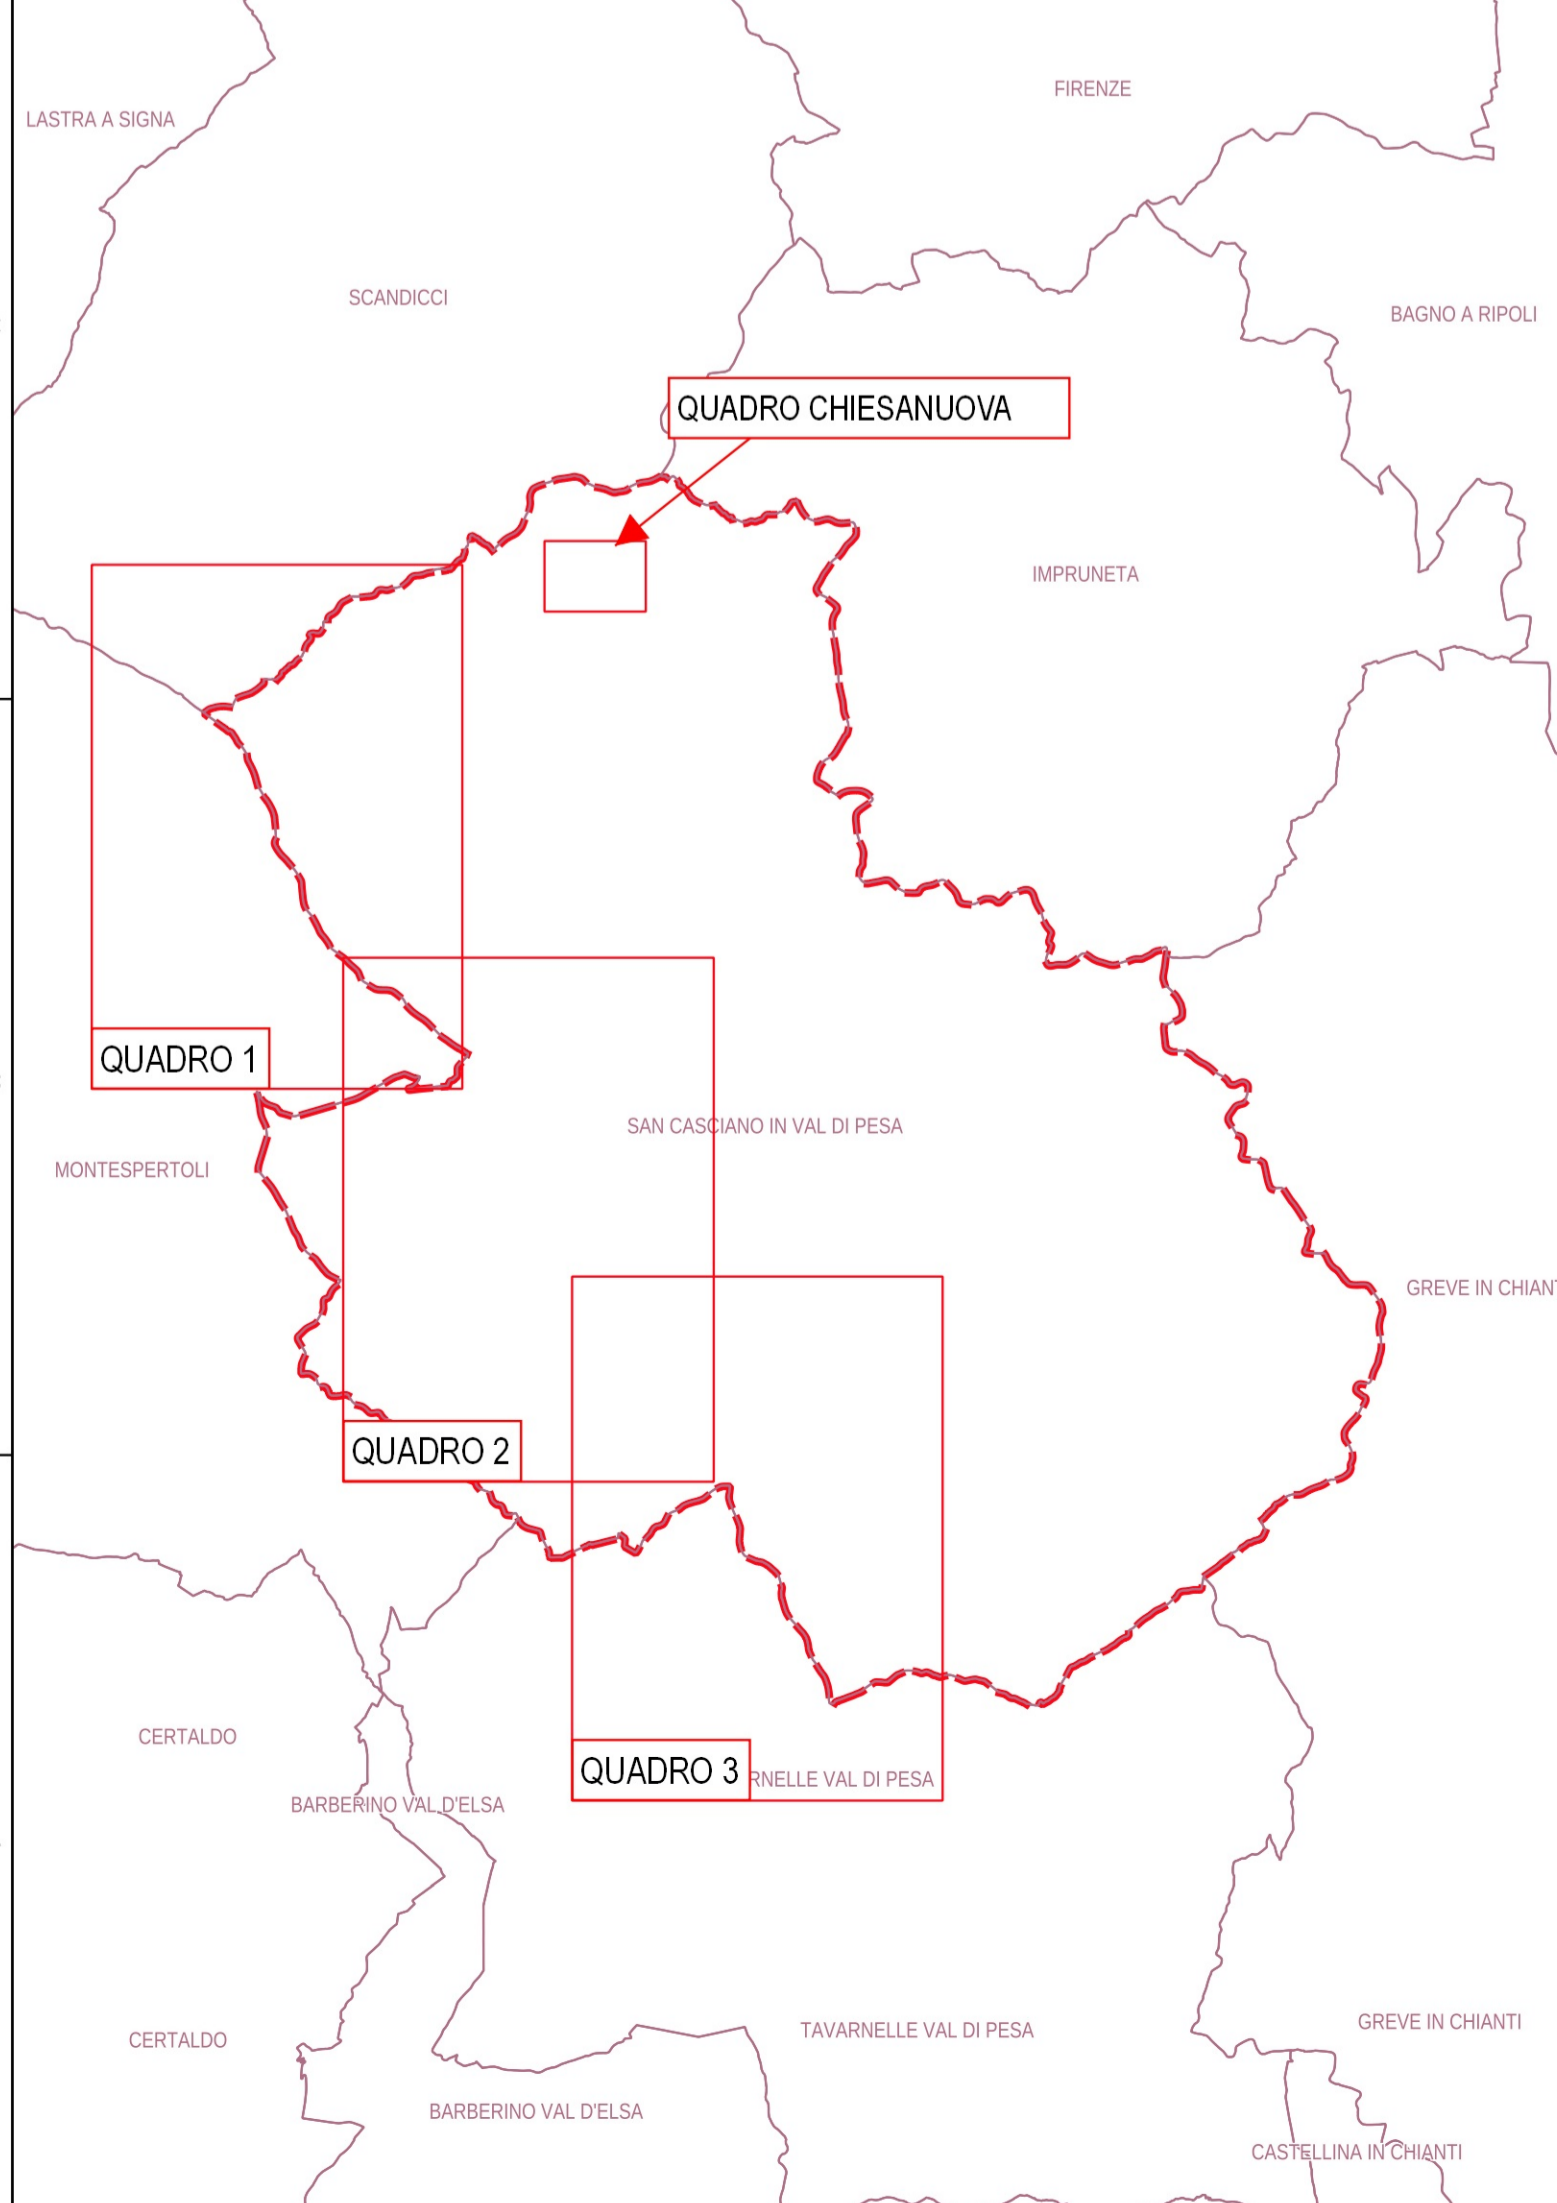 FIRENZE
LASTRA A SIGNA
SCANDICCI
BAGNO A RIPOLI
QUADRO CHIESANUOVA
IMPRUNETA
QUADRO 1
SAN CASCIANO IN VAL DI PESA
MONTESPERTOLI
GREVE IN CHIANT
QUADRO 2
CERTALDO
QUADRO 3
RNELLE VAL DI PESA
BARBERINO VAL D'ELSA
GREVE IN CHIANTI
TAVARNELLE VAL DI PESA
CERTALDO
BARBERINO VAL D'ELSA
CASTELLINA IN CHIANTI